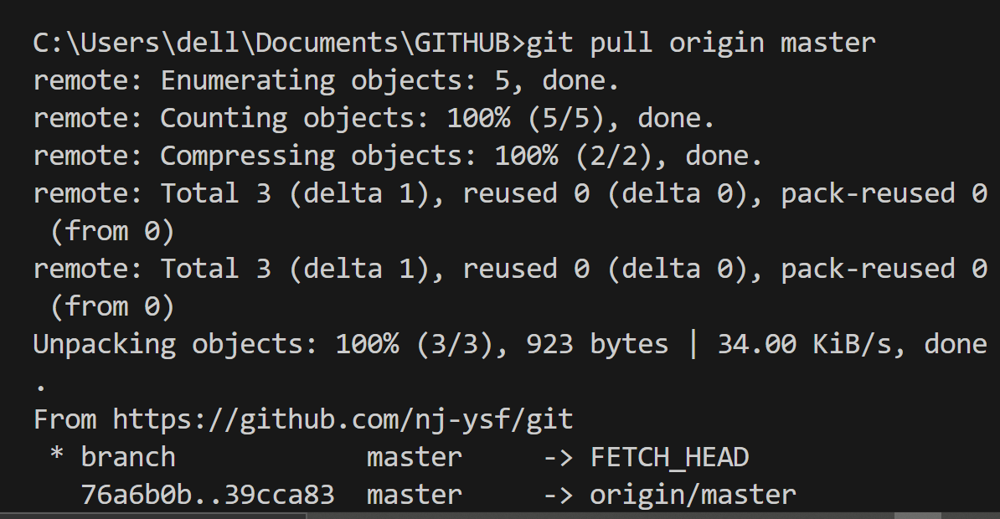 C:\Users\dell\Documents\GITHUB>git pull origin master
remote: Enumerating objects: 5, done.
remote: Counting objects: 100% (5/5), done.
remote: Compressing objects: 100% (2/2), done.
remote: Total 3 (delta 1), reused 0 (delta 0), pack-reused 0
 (from 0)
remote: Total 3 (delta 1), reused 0 (delta 0), pack-reused 0
 (from 0)
Unpacking objects: 100% (3/3), 923 bytes | 34.00 KiB/s, done
.
From https://github.com/nj-ysf/git
 * branch            master     -> FETCH_HEAD
   76a6b0b..39cca83  master     -> origin/master